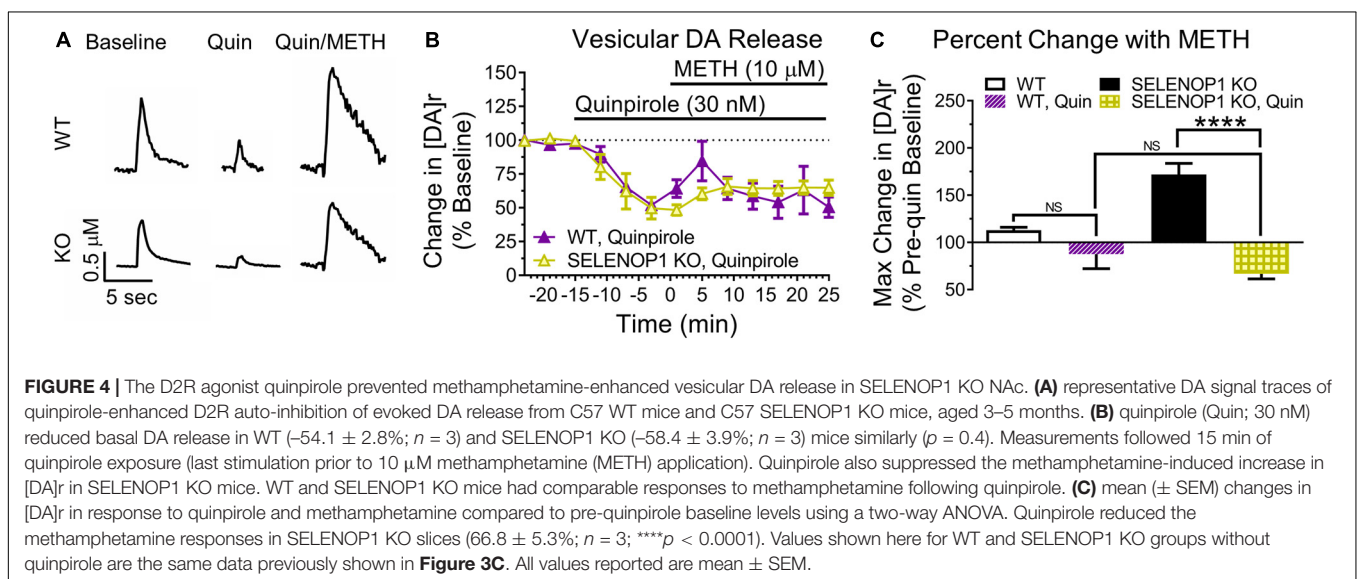 A
Baseline
Quin
Quin/METH
WT
KO
0.5 μM
5 sec
B
Vesicular DA Release
METH (10 μM)
Quinpirole (30 nM)
Change in [DA]r
(% Baseline)
150
125
100
75
50
25
0
WT, Quinpirole
SELENOP1 KO, Quinpirole
-20 -15 -10 -5 0 5 10 15 20 25
Time (min)
C
Percent Change with METH
WT
SELENOP1 KO
WT, Quin
SELENOP1 KO, Quin
Max Change in [DA]r
(% Pre-quin Baseline)
250
200
150
100
50
NS
NS
****
FIGURE 4 | The D2R agonist quinpirole prevented methamphetamine-enhanced vesicular DA release in SELENOP1 KO NAc. (A) representative DA signal traces of
quinpirole-enhanced D2R auto-inhibition of evoked DA release from C57 WT mice and C57 SELENOP1 KO mice, aged 3–5 months. (B) quinpirole (Quin; 30 nM)
reduced basal DA release in WT (–54.1 ± 2.8%; n = 3) and SELENOP1 KO (–58.4 ± 3.9%; n = 3) mice similarly (p = 0.4). Measurements followed 15 min of
quinpirole exposure (last stimulation prior to 10 μM methamphetamine (METH) application). Quinpirole also suppressed the methamphetamine-induced increase in
[DA]r in SELENOP1 KO mice. WT and SELENOP1 KO mice had comparable responses to methamphetamine following quinpirole. (C) mean (± SEM) changes in
[DA]r in response to quinpirole and methamphetamine compared to pre-quinpirole baseline levels using a two-way ANOVA. Quinpirole reduced the
methamphetamine responses in SELENOP1 KO slices (66.8 ± 5.3%; n = 3; ****p < 0.0001). Values shown here for WT and SELENOP1 KO groups without
quinpirole are the same data previously shown in Figure 3C. All values reported are mean ± SEM.